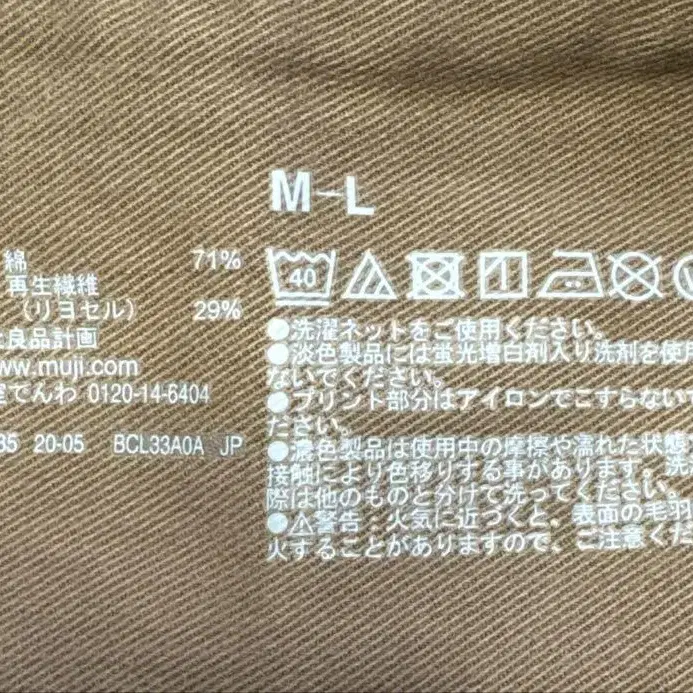 M-L
綿 71%
再生繊維
(リヨセル) 29%
良品計画
www.muji.com
室でんわ 0120-14-6404
35 20-05 BCL33A0A JP
40
●洗濯ネットをご使用ください。
●淡色製品には蛍光増白剤入り洗剤を使用
ないでください。
●プリント部分はアイロンでこすらない
ださい。
●濃色製品は使用中の摩擦や濡れた状態
接触により色移りする事があります。洗
際は他のものと分けて洗ってください。
●⚠警告：火気に近づくと、表面の毛羽
火することがありますので、ご注意くだ